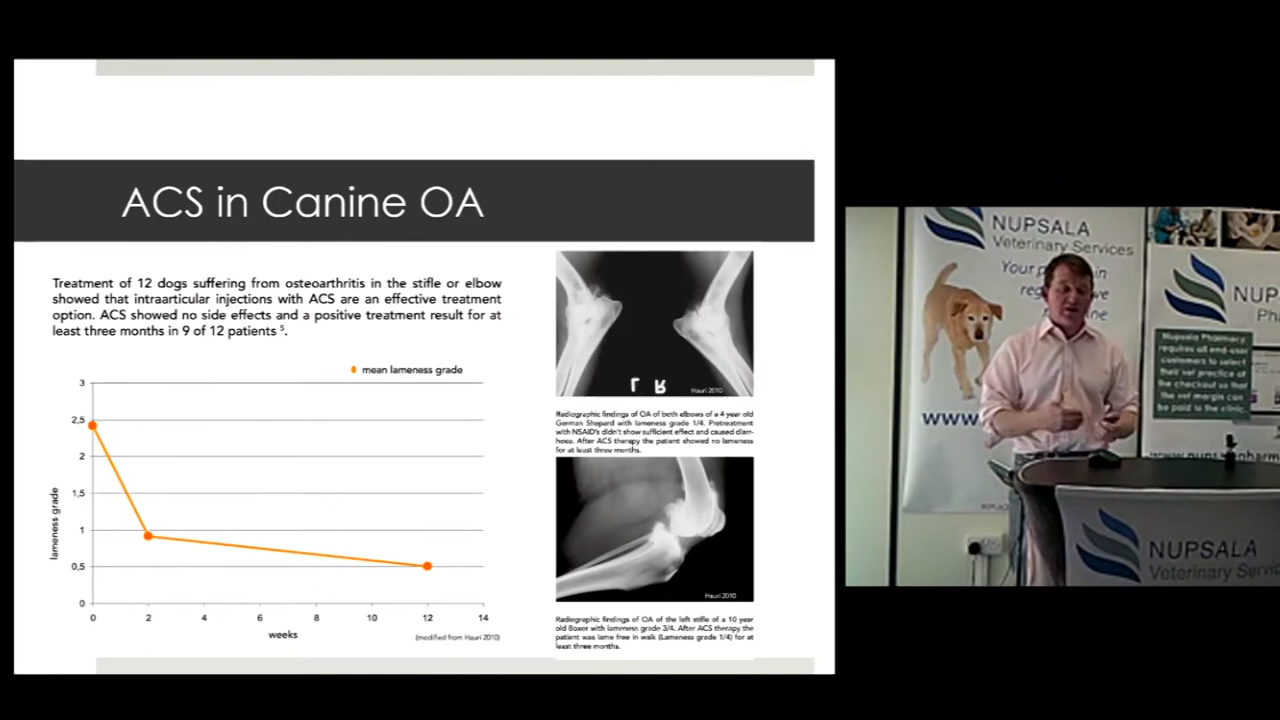 ACS in Canine OA
Treatment of 12 dogs suffering from osteoarthritis in the stifle or elbow
showed that intraarticular injections with ACS are an effective treatment
option. ACS showed no side effects and a positive treatment result for at
least three months in 9 of 12 patients 5.
mean lameness grade
3
2,5
2
1,5
1
0,5
0
lameness grade
0 2 4 6 8 10 12 14
weeks
(modified from Hauri 2010)
L R
Hauri 2010
Radiographic findings of OA of both elbows of a 4 year old
German Shepard with lameness grade 1/4. Pretreatment
with NSAID's didn't show sufficient effect and caused diarr-
hoea. After ACS therapy the patient showed no lameness
for at least three months.
Hauri 2010
Radiographic findings of OA of the left stifle of a 10 year
old Boxer with lameness grade 3/4. After ACS therapy the
patient was lame free in walk (Lameness grade 1/4) for at
least three months.
NUPSALA
Veterinary Services
Your
in
www.
NUPS
Nupsala Pharmacy
requires all end-user
customers to select
their vet practice at
the checkout so that
the vet margin can
be paid to the clinic.
NUPSALA
Veterinary Services